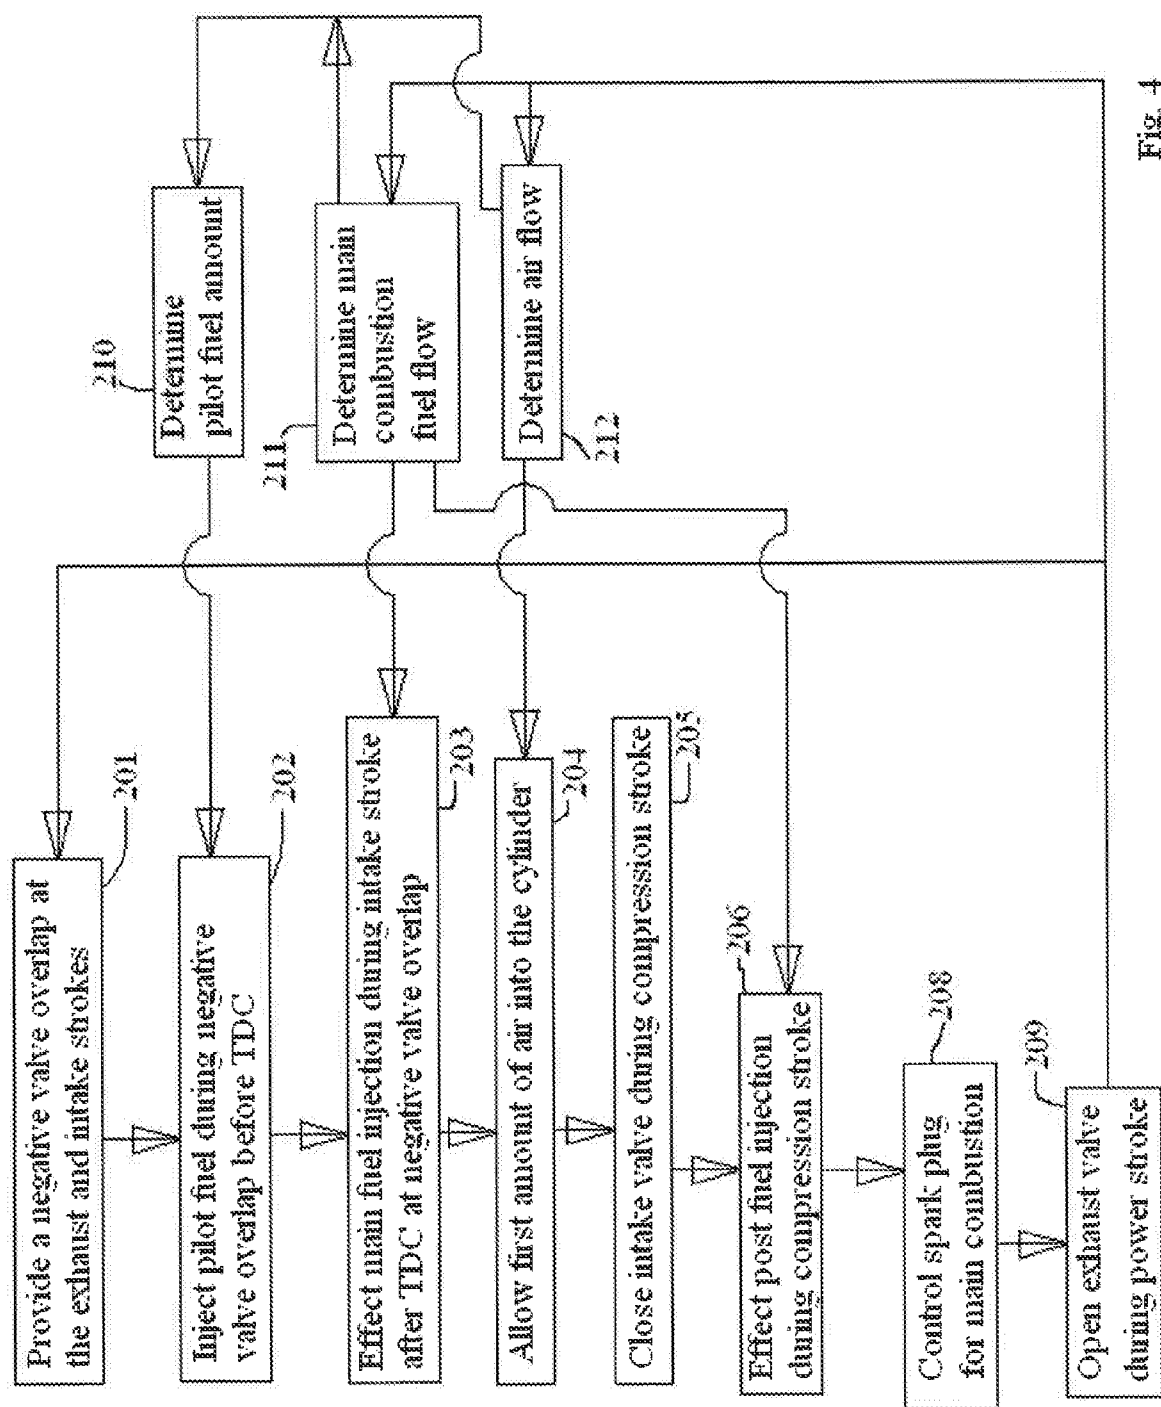 Provide a negative valve overlap at
the exhaust and intake strokes
201
Inject pilot fuel during negative
valve overlap before TDC
202
Effect main fuel injection during intake stroke
after TDC at negative valve overlap
203
Allow first amount of air into the cylinder
204
Close intake valve during compression stroke
205
Effect post fuel injection
during compression stroke
206
Control spark plug
for main combustion
208
Open exhaust valve
during power stroke
209
210
Determine
pilot fuel amount
211
Determine main
combustion
fuel flow
Determine air flow
212
Fig. 4